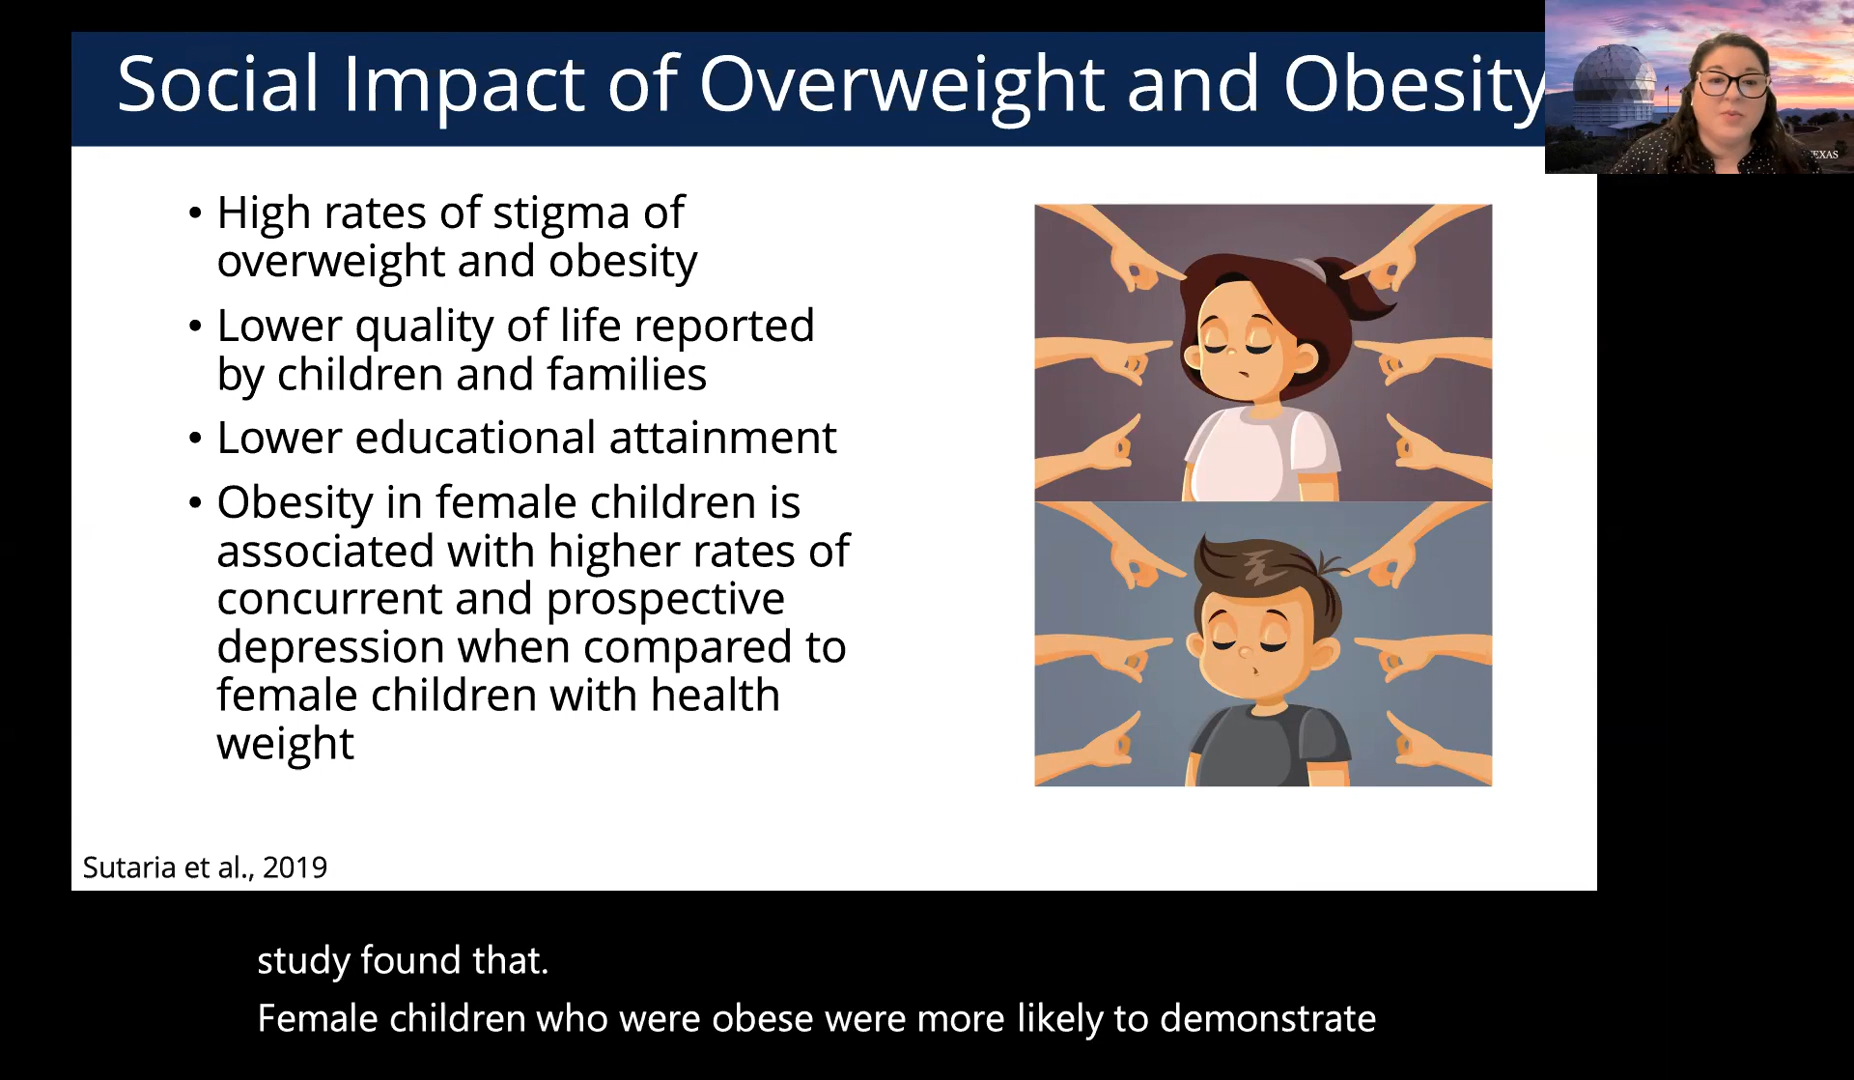 Social Impact of Overweight and Obesity
EXAS
• High rates of stigma of
overweight and obesity
• Lower quality of life reported
by children and families
• Lower educational attainment
• Obesity in female children is
associated with higher rates of
concurrent and prospective
depression when compared to
female children with health
weight
Sutaria et al., 2019
study found that.
Female children who were obese were more likely to demonstrate